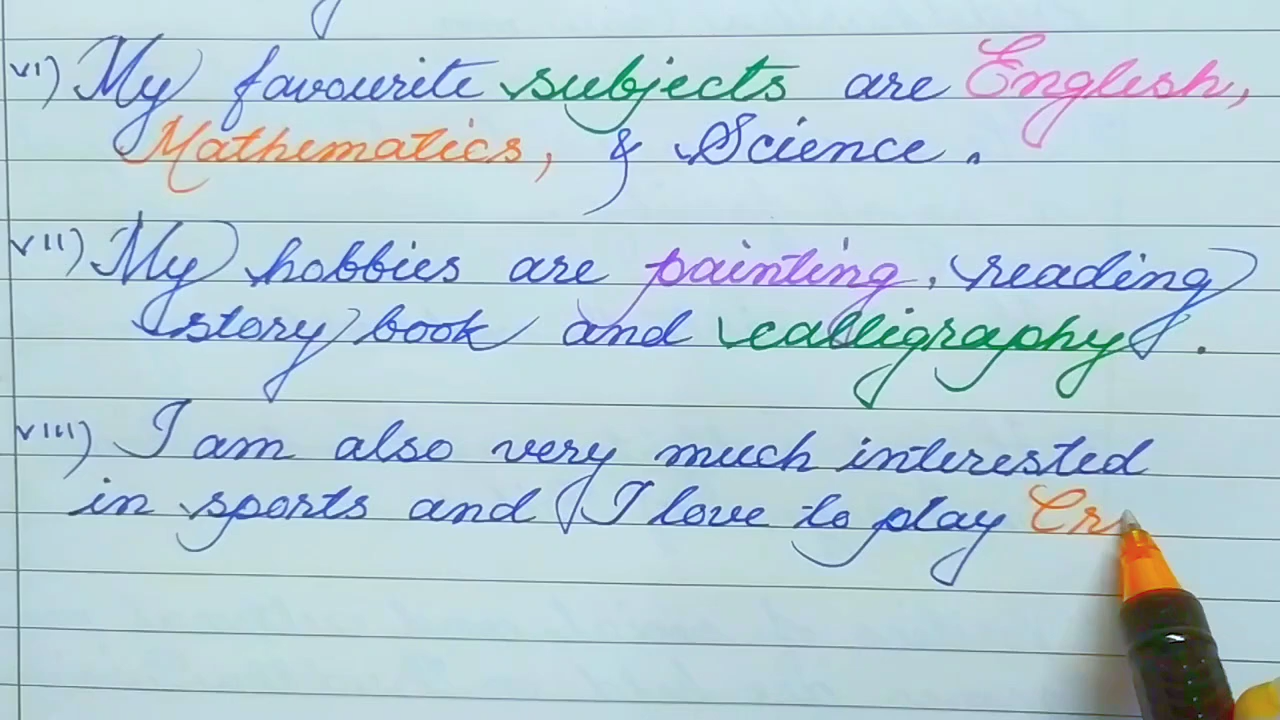 VI) My favourite subjects are English,
Mathematics, & Science.
VII) My hobbies are painting, reading
story book and calligraphy.
VIII) I am also very much interested
in sports and I love to play Cr